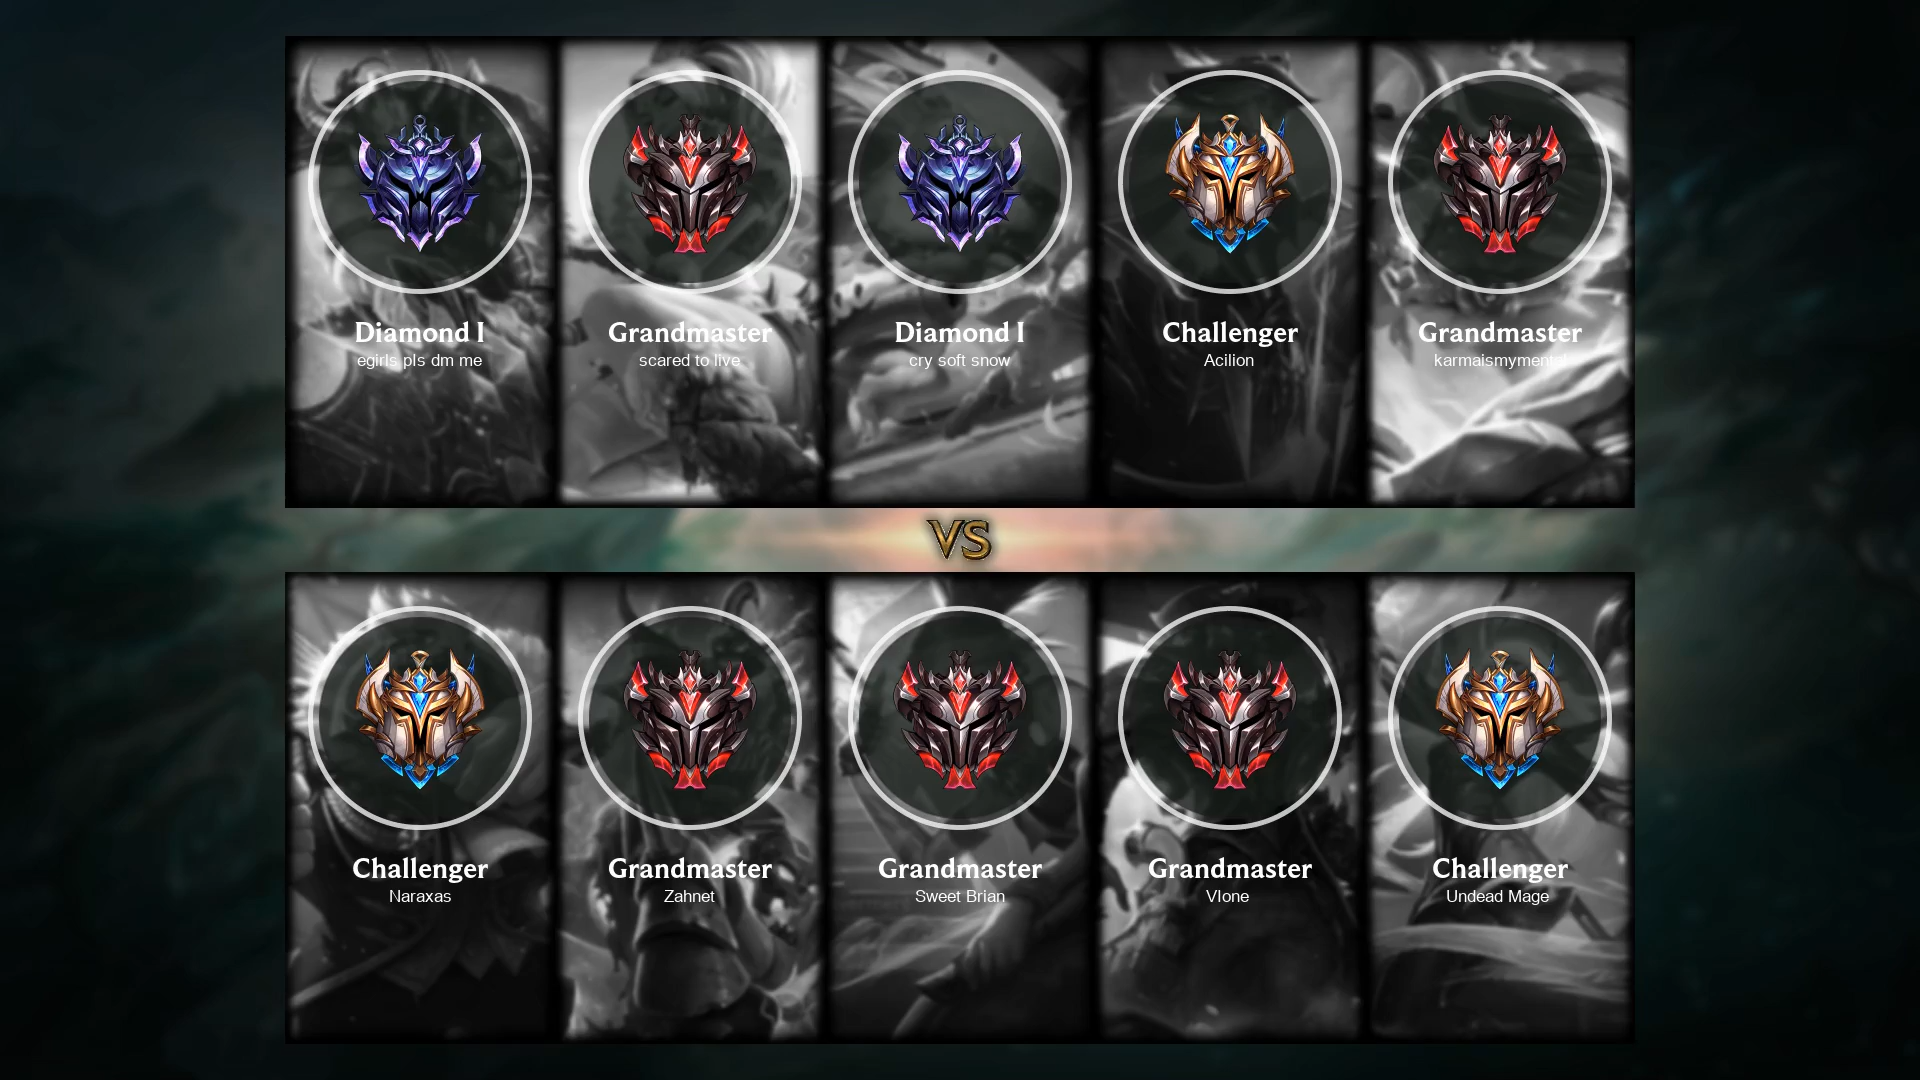 Diamond I
egirls pls dm me
Grandmaster
scared to live
Diamond I
cry soft snow
Challenger
Acilion
Grandmaster
karmaismymental
VS
Challenger
Naraxas
Grandmaster
Zahnet
Grandmaster
Sweet Brian
Grandmaster
Vlone
Challenger
Undead Mage